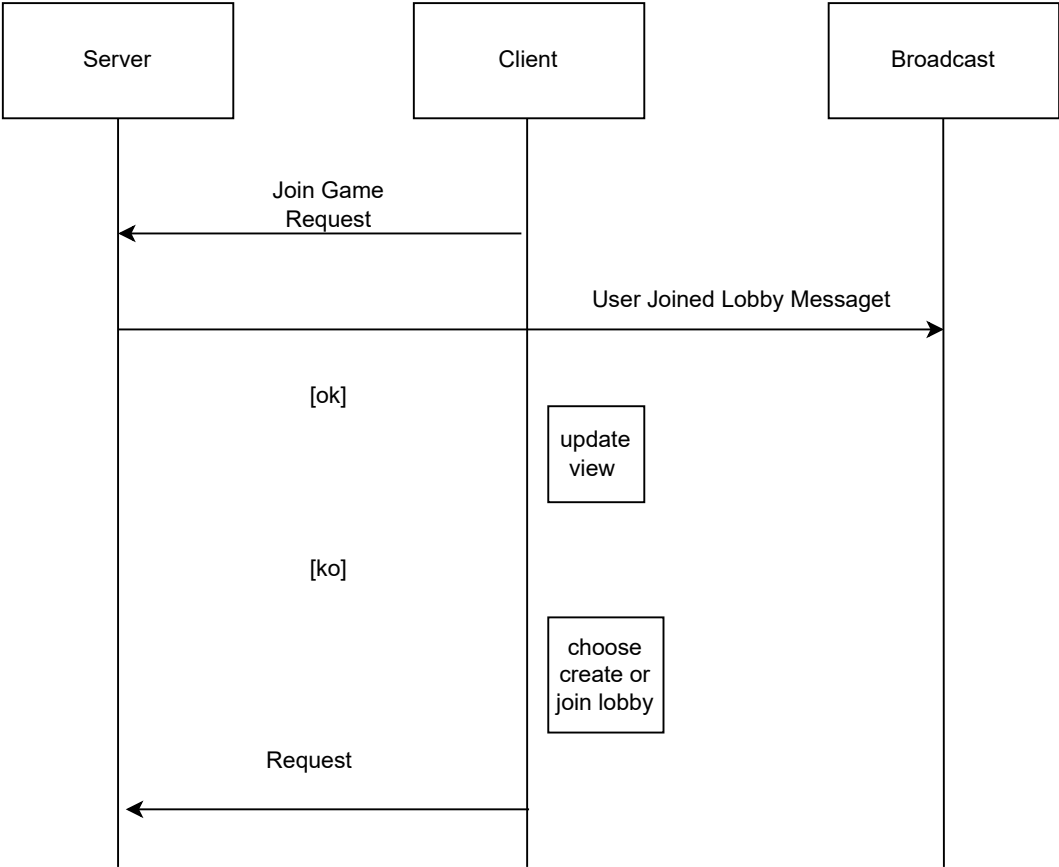 Server
Client
Broadcast
Join Game
Request
User Joined Lobby Messaget
[ok]
update
view
[ko]
choose
create or
join lobby
Request